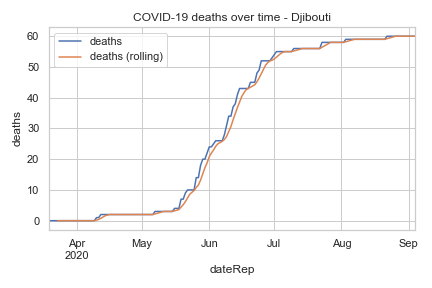 COVID-19 deaths over time - Djibouti
deaths
deaths (rolling)
60
50
40
30
20
10
0
deaths
Apr
2020
May
Jun
Jul
Aug
Sep
dateRep